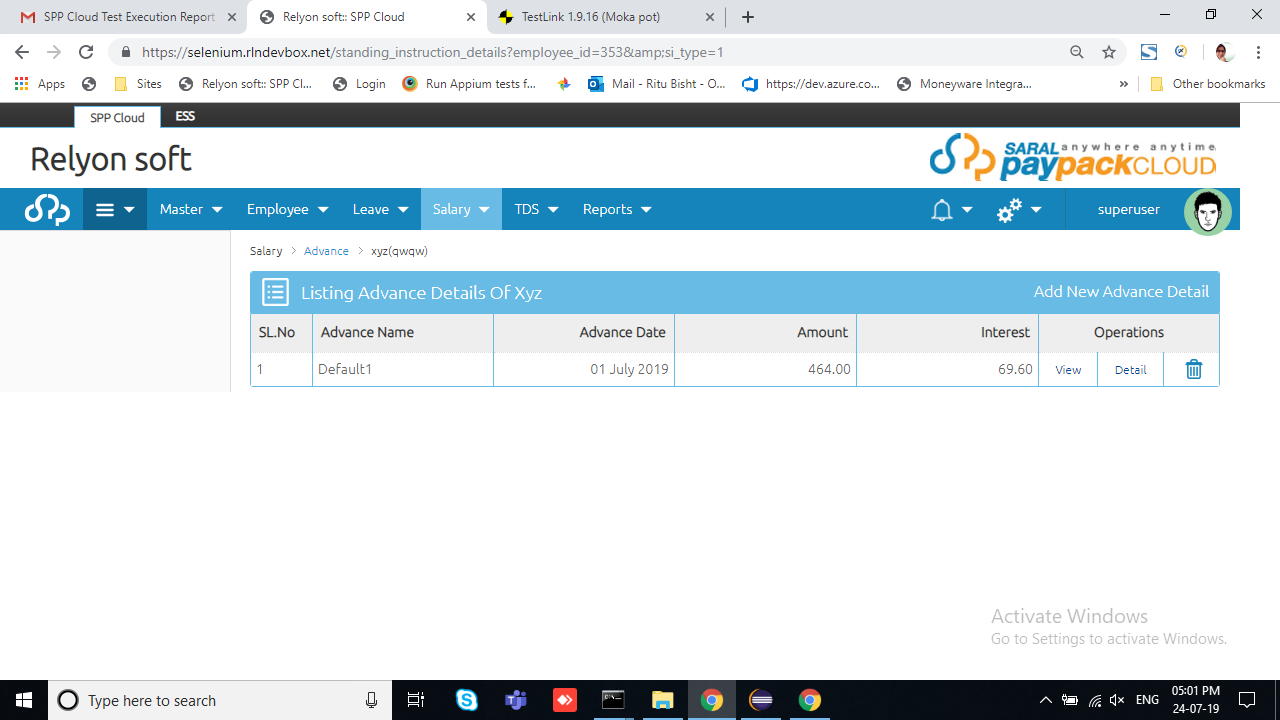 SPP Cloud Test Execution Report
Relyon soft:: SPP Cloud
TestLink 1.9.16 (Moka pot)
https://selenium.rlndevbox.net/standing_instruction_details?employee_id=353&amp;si_type=1
Apps
Sites
Relyon soft:: SPP Cl...
Login
Run Appium tests f...
Mail - Ritu Bisht - O...
https://dev.azure.co...
Moneyware Integra...
»
Other bookmarks
SPP Cloud ESS
Relyon soft
SARAL anywhere anytime
paypackCLOUD
Master Employee Leave Salary TDS Reports superuser
Salary > Advance > xyz(qwqw)
Listing Advance Details Of Xyz Add New Advance Detail
SL.No Advance Name Advance Date Amount Interest Operations
1 Default1 01 July 2019 464.00 69.60 View Detail
Activate Windows
Go to Settings to activate Windows.
Type here to search
ENG
05:01 PM
24-07-19